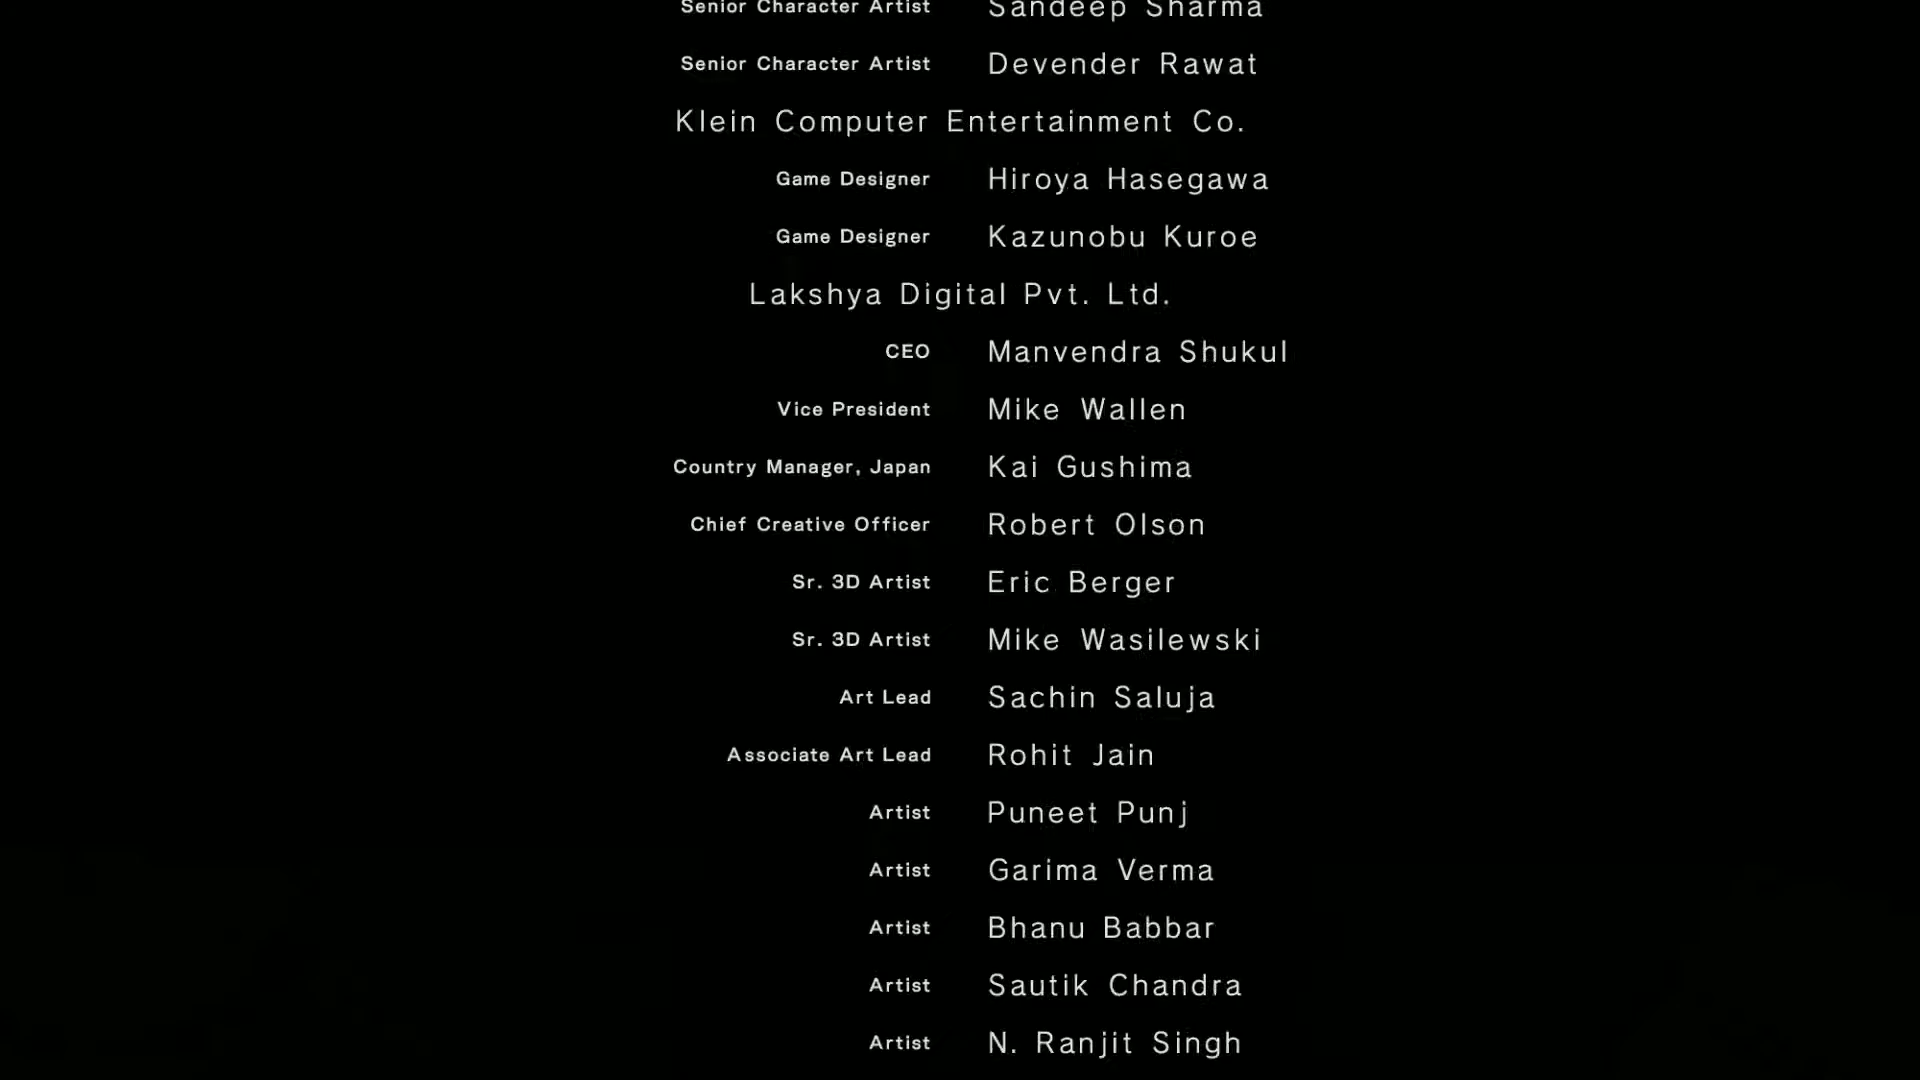 Senior Character Artist Sandeep Sharma
Senior Character Artist Devender Rawat
Klein Computer Entertainment Co.
Game Designer Hiroya Hasegawa
Game Designer Kazunobu Kuroe
Lakshya Digital Pvt. Ltd.
CEO Manvendra Shukul
Vice President Mike Wallen
Country Manager, Japan Kai Gushima
Chief Creative Officer Robert Olson
Sr. 3D Artist Eric Berger
Sr. 3D Artist Mike Wasilewski
Art Lead Sachin Saluja
Associate Art Lead Rohit Jain
Artist Puneet Punj
Artist Garima Verma
Artist Bhanu Babbar
Artist Sautik Chandra
Artist N. Ranjit Singh